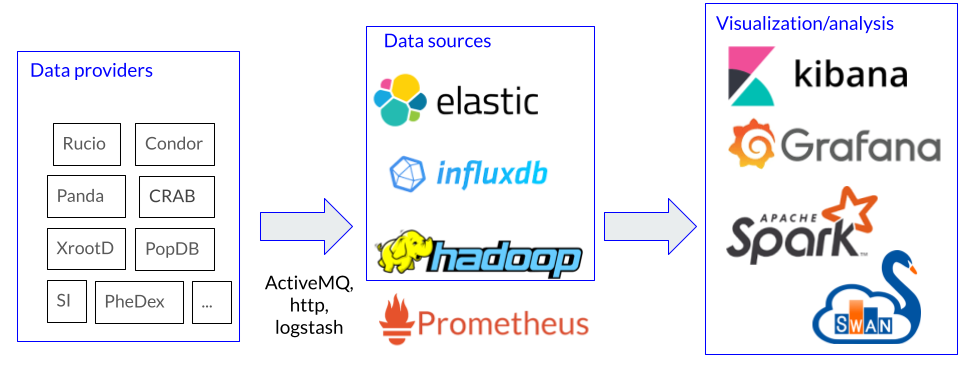 Data providers
Rucio
Condor
Panda
CRAB
XrootD
PopDB
SI
PheDex
...
ActiveMQ,
http,
logstash
Data sources
elastic
influxdb
hadoop
Prometheus
Visualization/analysis
kibana
Grafana
APACHE
Spark™
SWAN